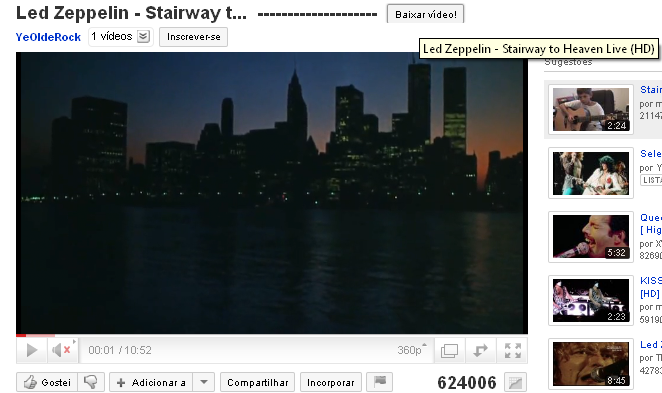 Led Zeppelin - Stairway t... -------------------- Baixar vídeo!
YeOldeRock 1 vídeos Inscrever-se
Led Zeppelin - Stairway to Heaven Live (HD)
Sugestões
Stair
por m
21147
2:24
Sele
por Y
LISTA
Quee
[ Hig
por X
82690
5:32
KISS
[HD]
por m
59190
2:23
Led Z
por Th
42783
8:45
00:01 / 10:52 360p
Gostei Adicionar a Compartilhar Incorporar 624006